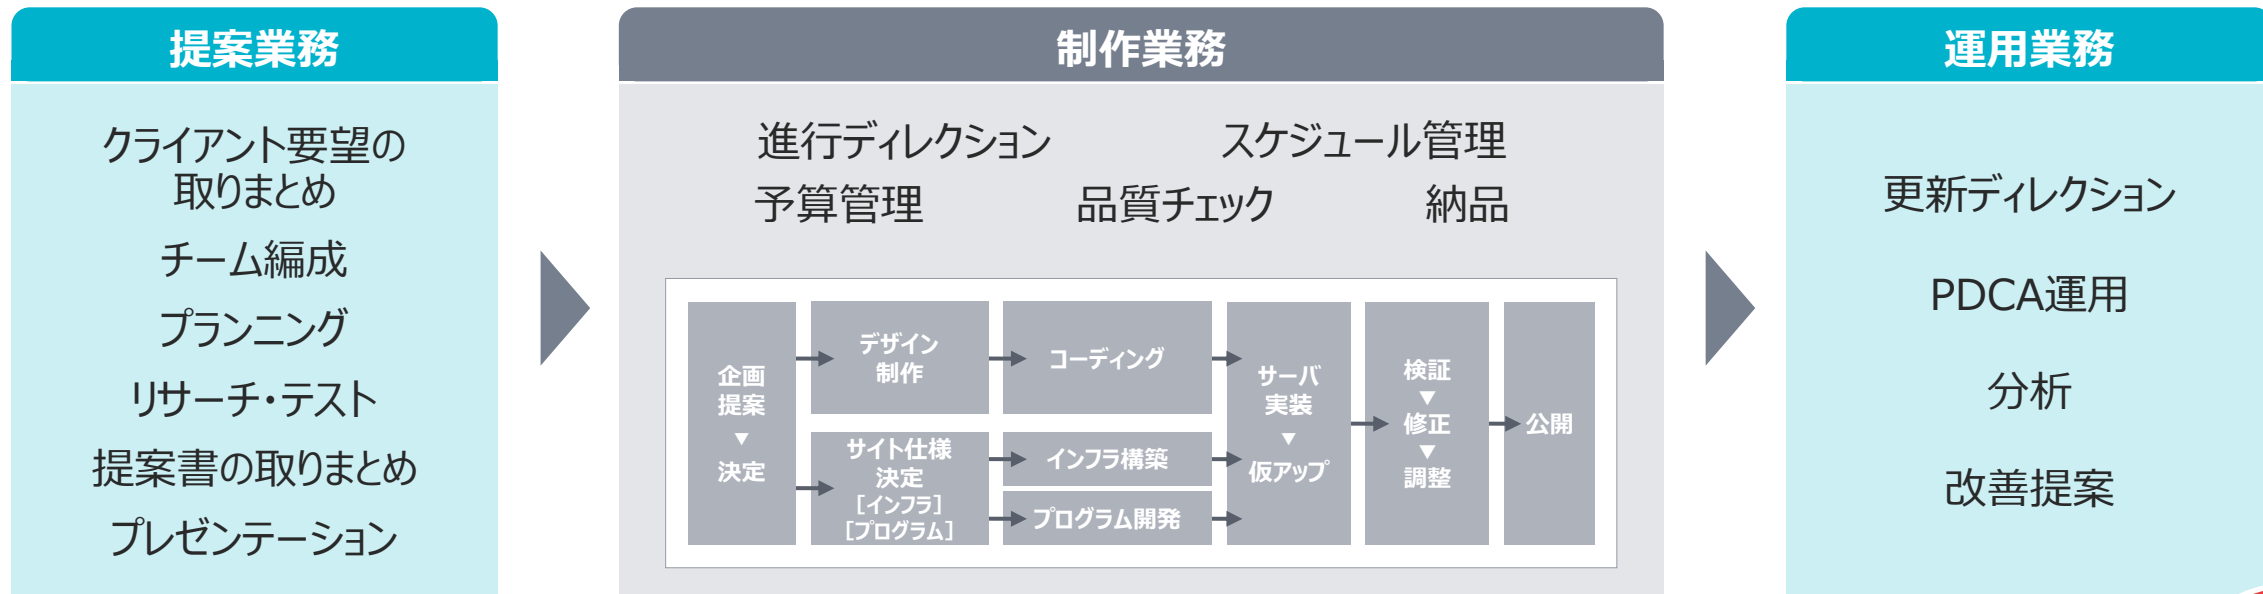 提案業務
クライアント要望の
取りまとめ
チーム編成
プランニング
リサーチ・テスト
提案書の取りまとめ
プレゼンテーション
制作業務
進行ディレクション
スケジュール管理
予算管理
品質チェック
納品
企画
提案
▼
決定
デザイン
制作
コーディング
サイト仕様
決定
[インフラ]
[プログラム]
インフラ構築
プログラム開発
サーバ
実装
▼
仮アップ
検証
▼
修正
▼
調整
公開
運用業務
更新ディレクション
PDCA運用
分析
改善提案